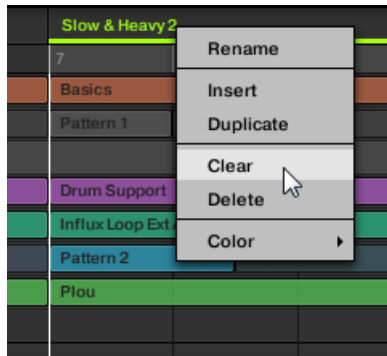 Slow & Heavy 2
7
Rename
Basics
Insert
Pattern 1
Duplicate
Clear
Drum Support
Delete
Influx Loop Ext
Color
Pattern 2
Plou